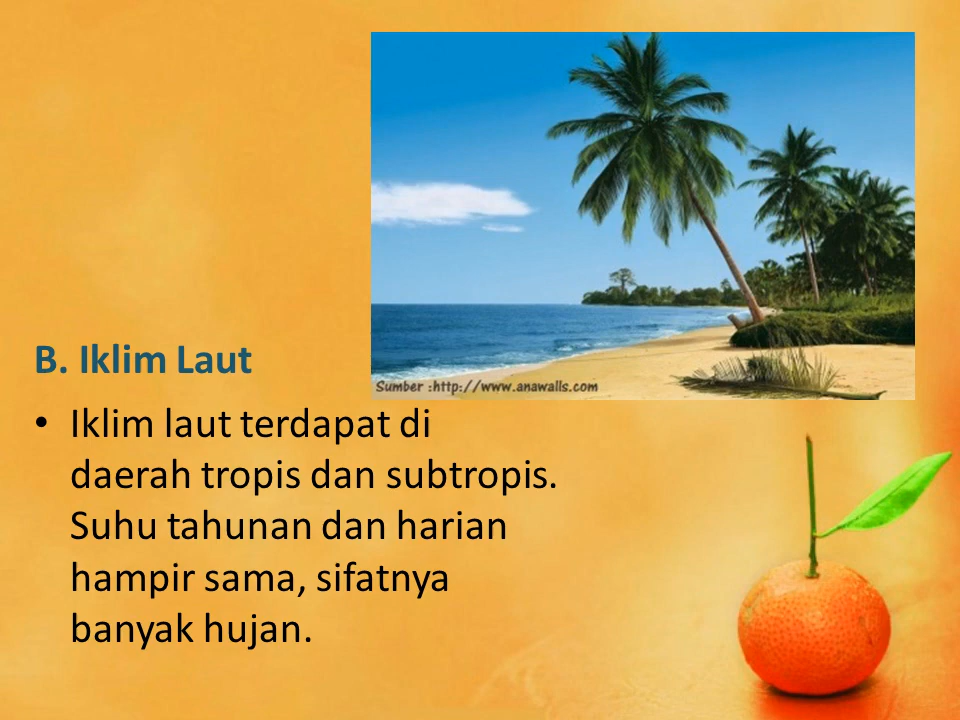 Sumber :http://www.anawalls.com
B. Iklim Laut
• Iklim laut terdapat di
daerah tropis dan subtropis.
Suhu tahunan dan harian
hampir sama, sifatnya
banyak hujan.